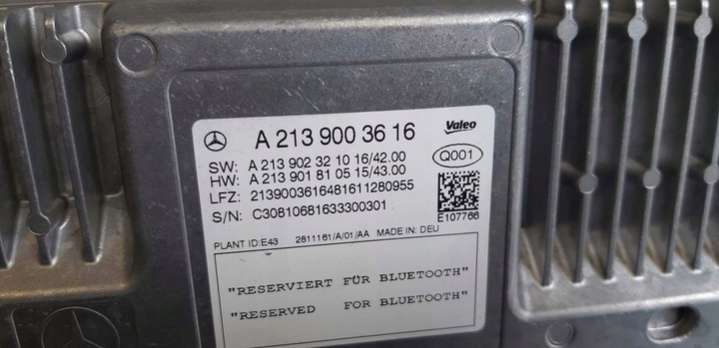 A 213 900 36 16
Valeo
SW: A 213 902 32 10 16/42.00
HW: A 213 901 81 05 15/43.00
Q001
LFZ: 2139003616481611280955
S/N: C30810681633300301
E107766
PLANT ID:E43 2611161/A/01/AA MADE IN: DEU
"RESERVIERT FÜR BLUETOOTH"
"RESERVED FOR BLUETOOTH"